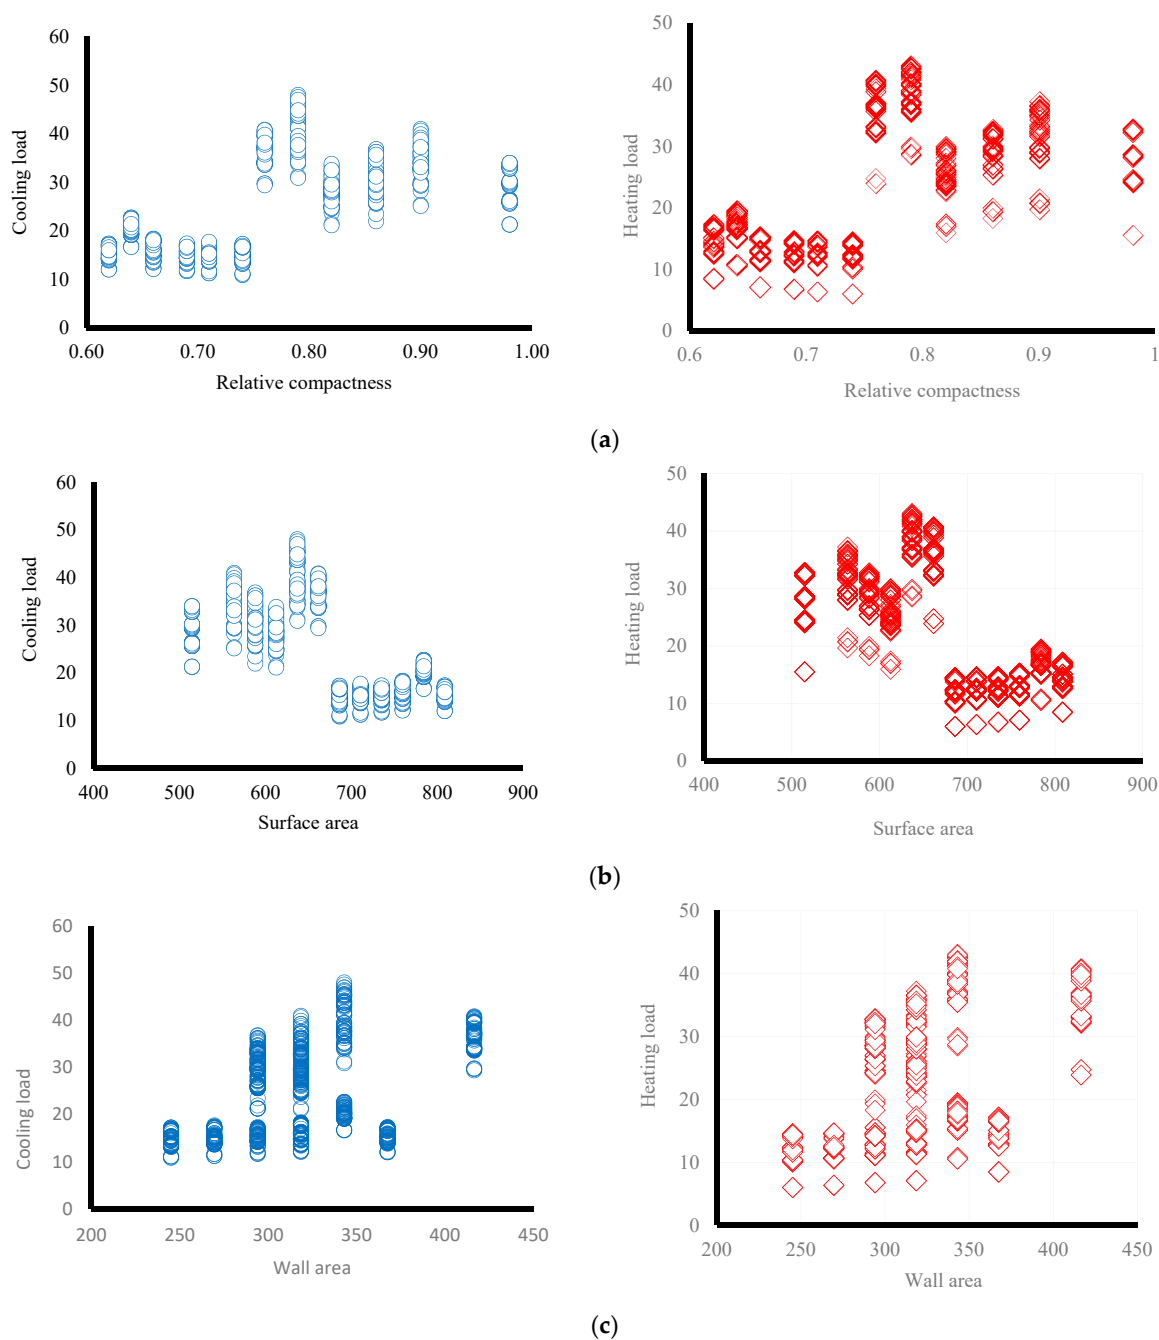 60
50
40
30
20
10
0
Cooling load
0.60 0.70 0.80 0.90 1.00
Relative compactness
50
40
30
20
10
0
Heating load
0.6 0.7 0.8 0.9 1
Relative compactness
(a)
60
50
40
30
20
10
0
Cooling load
400 500 600 700 800 900
Surface area
50
40
30
20
10
0
Heating load
400 500 600 700 800 900
Surface area
(b)
60
50
40
30
20
10
0
Cooling load
200 250 300 350 400 450
Wall area
50
40
30
20
10
0
Heating load
200 250 300 350 400 450
Wall area
(c)